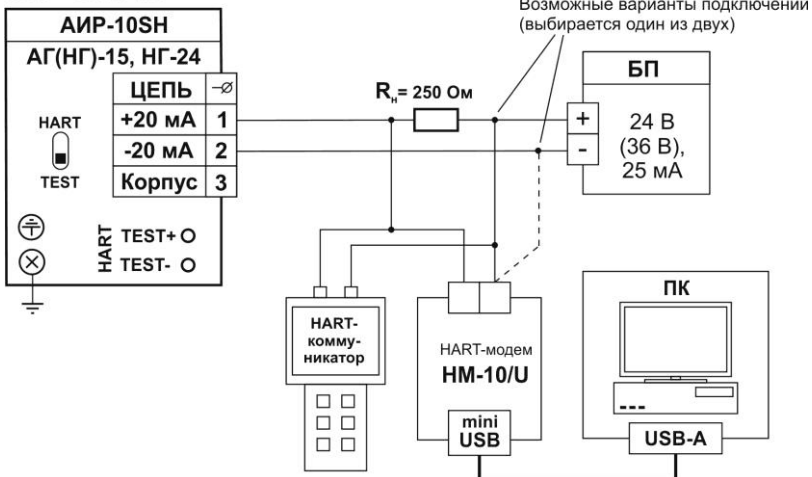 Возможные варианты подключений
(выбирается один из двух)
АИР-10SH
АГ(НГ)-15, НГ-24
ЦЕПЬ
+20 мА 1
-20 мА 2
Корпус 3
HART
TEST
HART
TEST+
TEST-
Rн= 250 Ом
БП
+
-
24 В
(36 В),
25 мА
HART-
комму-
никатор
HART-модем
HM-10/U
mini
USB
ПК
USB-A